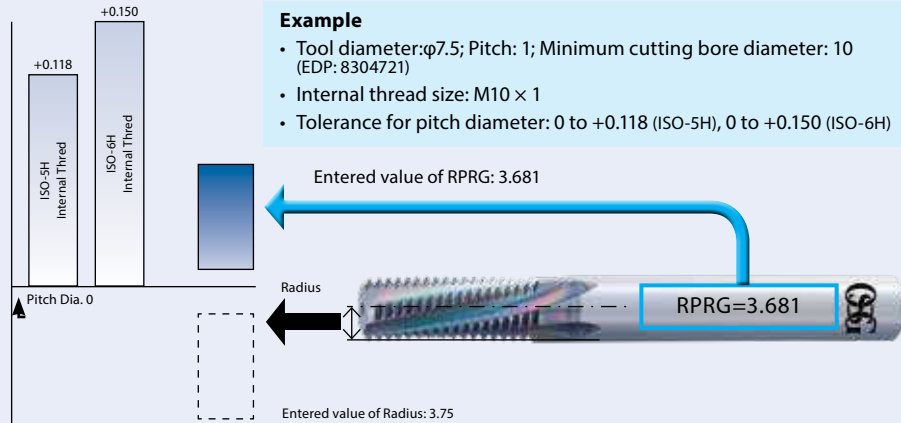 +0.150
+0.118
ISO-5H
Internal Thred
ISO-6H
Internal Thred
Pitch Dia. 0
Example
• Tool diameter:φ7.5; Pitch: 1; Minimum cutting bore diameter: 10
(EDP: 8304721)
• Internal thread size: M10 × 1
• Tolerance for pitch diameter: 0 to +0.118 (ISO-5H), 0 to +0.150 (ISO-6H)
Entered value of RPRG: 3.681
Radius
RPRG=3.681
OSG
Entered value of Radius: 3.75